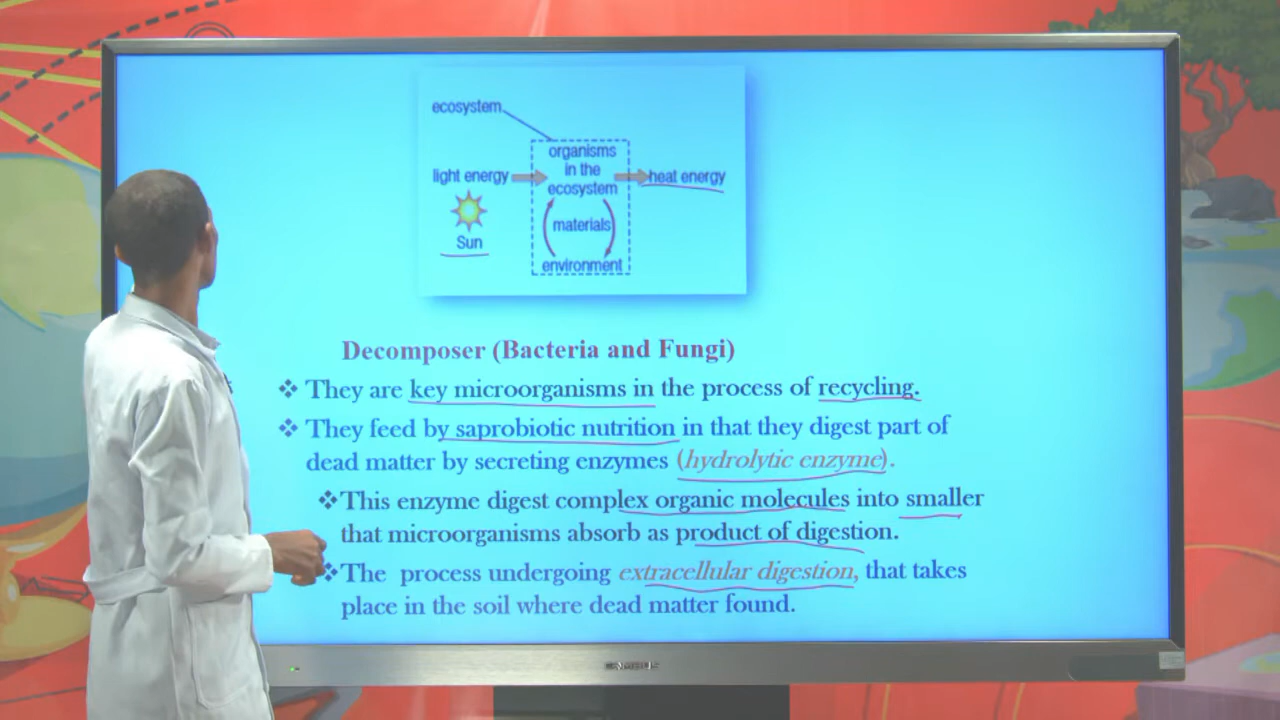 ecosystem
organisms
in the
light energy
heat energy
ecosystem
materials
Sun
environment
Decomposer (Bacteria and Fungi)
❖ They are key microorganisms in the process of recycling.
❖ They feed by saprobiotic nutrition in that they digest part of
dead matter by secreting enzymes (hydrolytic enzyme).
❖This enzyme digest complex organic molecules into smaller
that microorganisms absorb as product of digestion.
❖The process undergoing extracellular digestion, that takes
place in the soil where dead matter found.